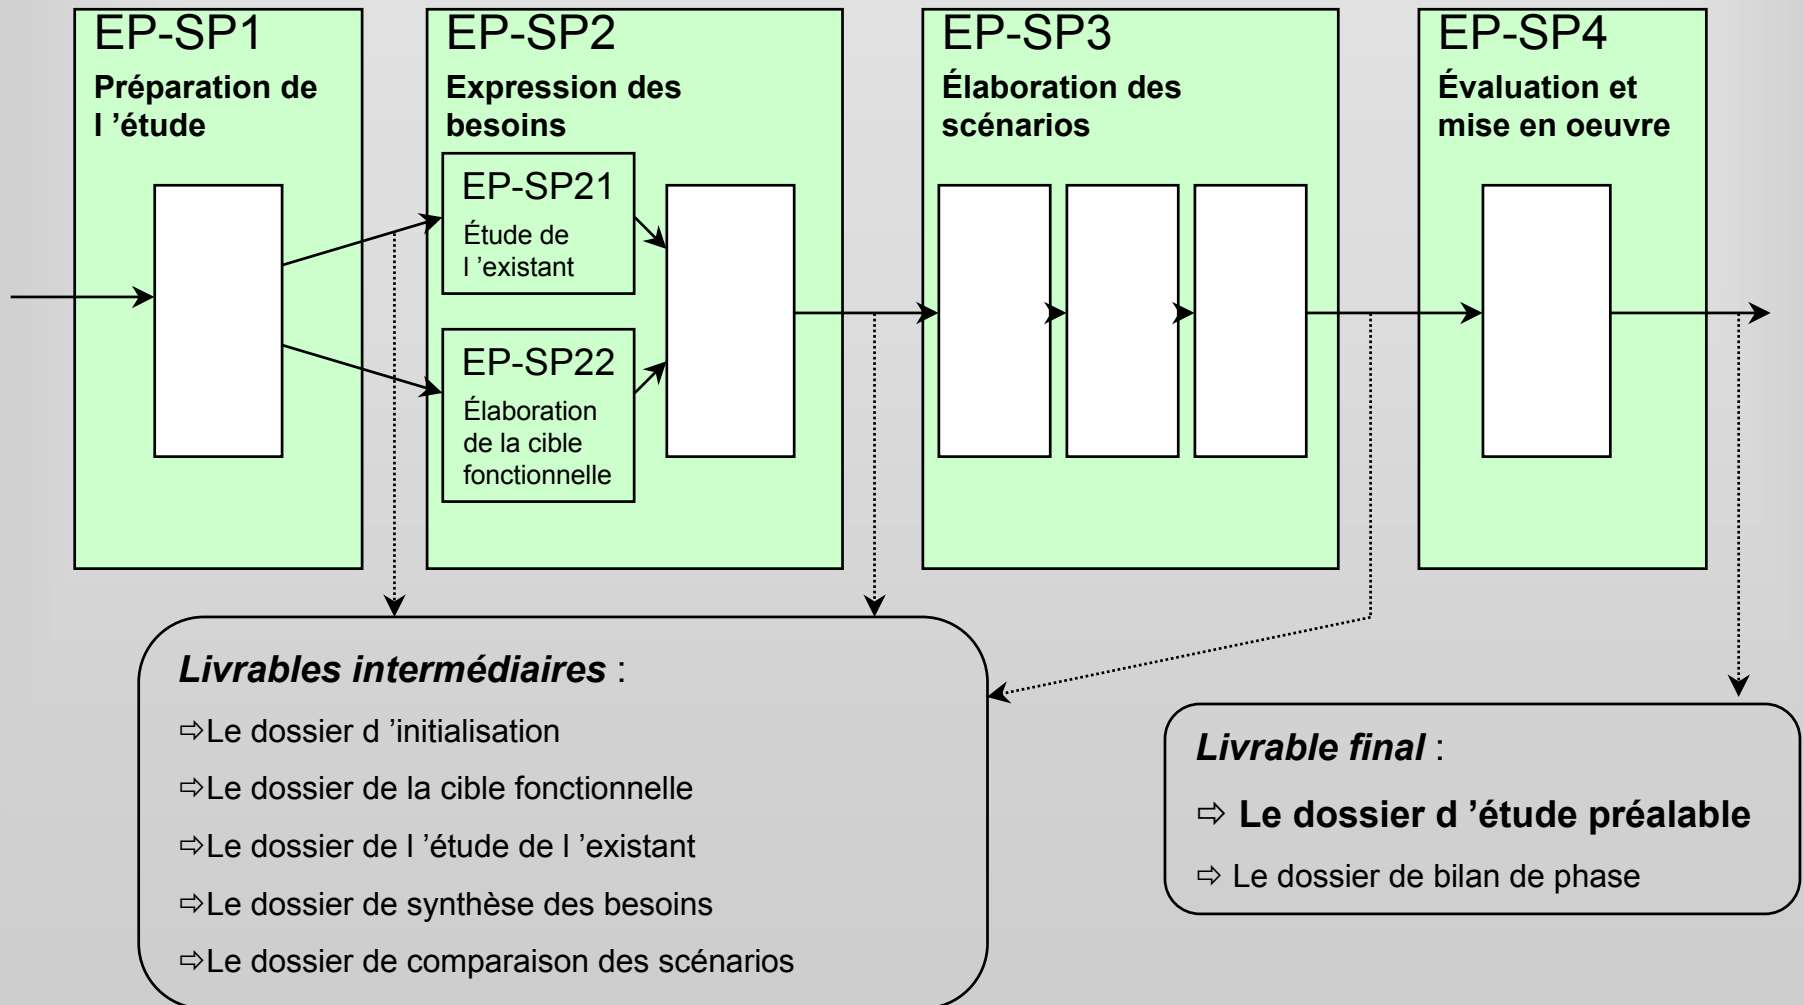 EP-SP1
Préparation de
l ’étude
EP-SP2
Expression des
besoins
EP-SP21
Étude de
l ’existant
EP-SP22
Élaboration
de la cible
fonctionnelle
EP-SP3
Élaboration des
scénarios
EP-SP4
Évaluation et
mise en oeuvre
Livrables intermédiaires :
⇨Le dossier d ’initialisation
⇨Le dossier de la cible fonctionnelle
⇨Le dossier de l ’étude de l ’existant
⇨Le dossier de synthèse des besoins
⇨Le dossier de comparaison des scénarios
Livrable final :
⇨ Le dossier d ’étude préalable
⇨ Le dossier de bilan de phase